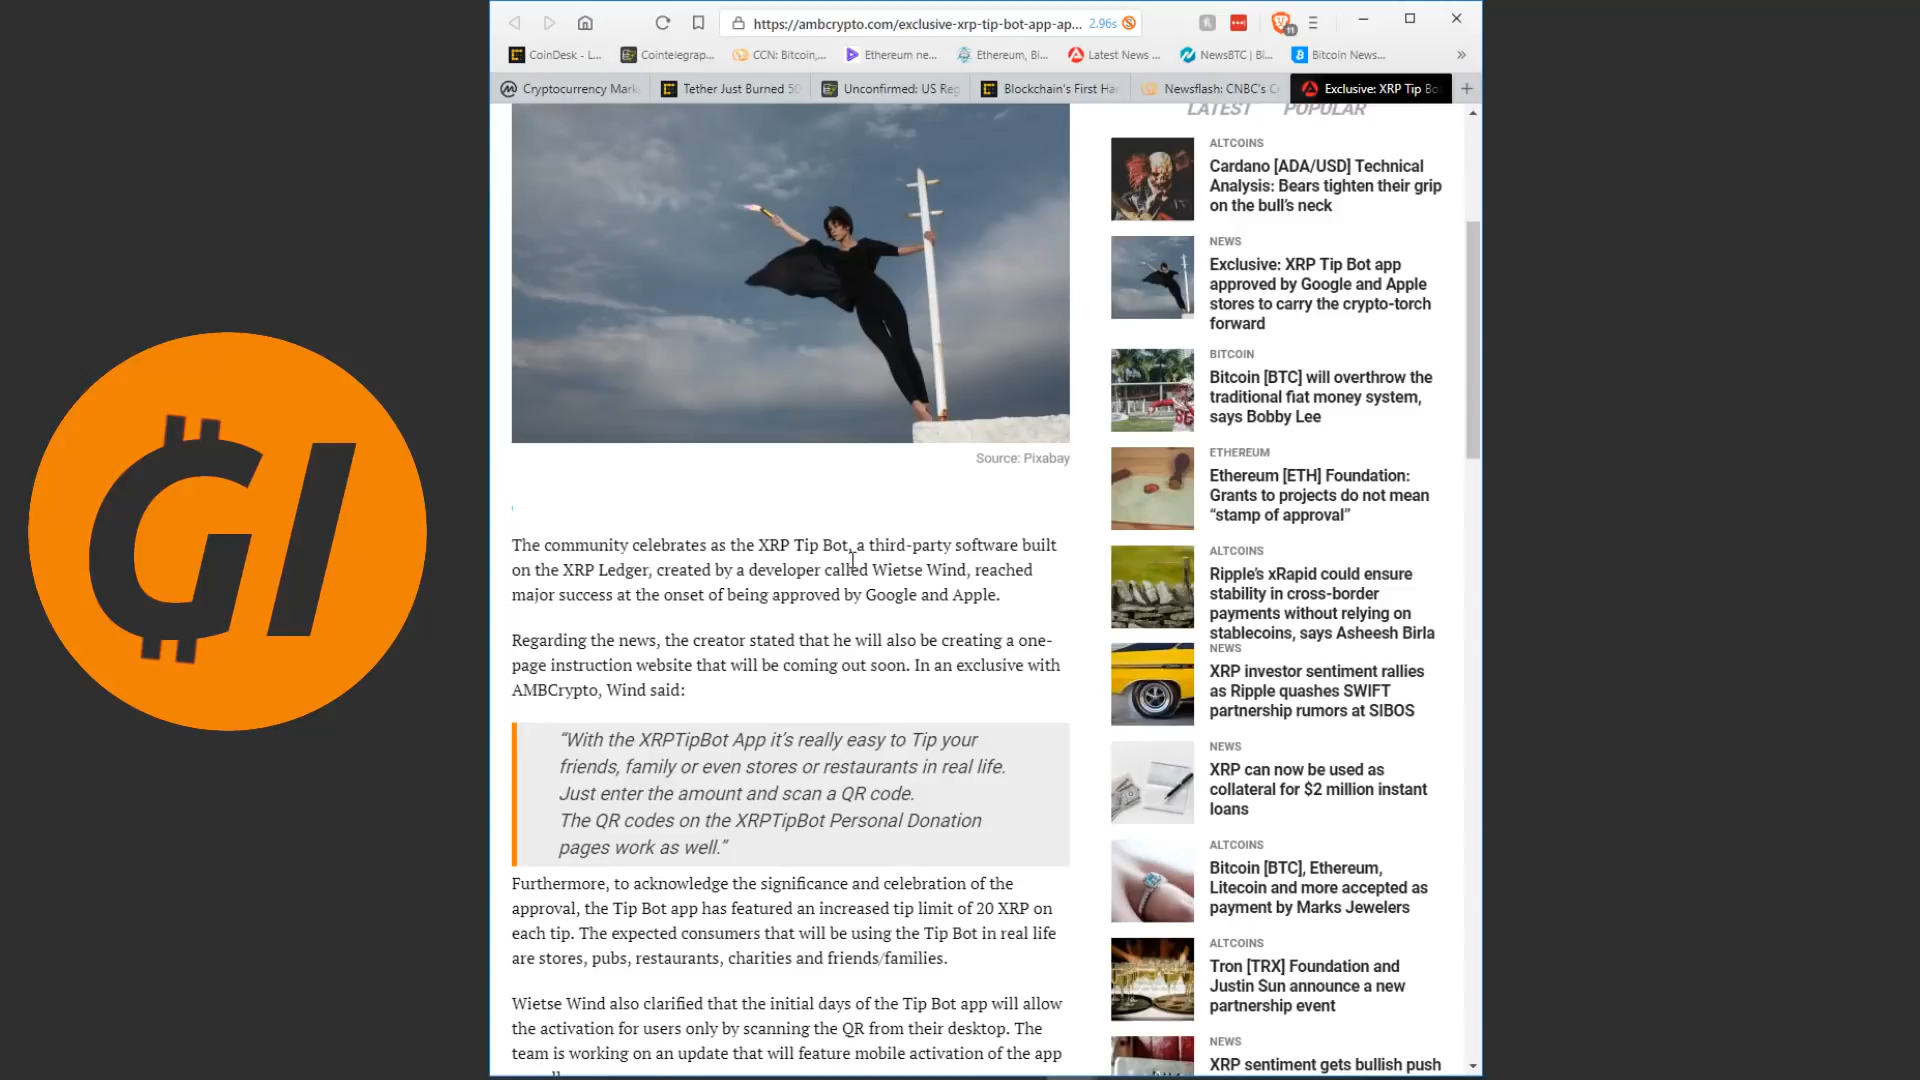 https://ambcrypto.com/exclusive-xrp-tip-bot-app-ap... 2.96s
11
CoinDesk - L...
Cointelegrap...
CCN: Bitcoin,...
Ethereum ne...
Ethereum, Bi...
Latest News ...
NewsBTC | Bi...
Bitcoin News...
Cryptocurrency Mark
Tether Just Burned 50
Unconfirmed: US Reg
Blockchain's First Ha
Newsflash: CNBC's C
Exclusive: XRP Tip Bo
Source: Pixabay
The community celebrates as the XRP Tip Bot, a third-party software built
on the XRP Ledger, created by a developer called Wietse Wind, reached
major success at the onset of being approved by Google and Apple.
Regarding the news, the creator stated that he will also be creating a one-
page instruction website that will be coming out soon. In an exclusive with
AMBCrypto, Wind said:
“With the XRPTipBot App it’s really easy to Tip your
friends, family or even stores or restaurants in real life.
Just enter the amount and scan a QR code.
The QR codes on the XRPTipBot Personal Donation
pages work as well.”
Furthermore, to acknowledge the significance and celebration of the
approval, the Tip Bot app has featured an increased tip limit of 20 XRP on
each tip. The expected consumers that will be using the Tip Bot in real life
are stores, pubs, restaurants, charities and friends/families.
Wietse Wind also clarified that the initial days of the Tip Bot app will allow
the activation for users only by scanning the QR from their desktop. The
team is working on an update that will feature mobile activation of the app
LATEST POPULAR
ALTCOINS
Cardano [ADA/USD] Technical
Analysis: Bears tighten their grip
on the bull’s neck
NEWS
Exclusive: XRP Tip Bot app
approved by Google and Apple
stores to carry the crypto-torch
forward
BITCOIN
Bitcoin [BTC] will overthrow the
traditional fiat money system,
says Bobby Lee
ETHEREUM
Ethereum [ETH] Foundation:
Grants to projects do not mean
“stamp of approval”
ALTCOINS
Ripple’s xRapid could ensure
stability in cross-border
payments without relying on
stablecoins, says Asheesh Birla
NEWS
XRP investor sentiment rallies
as Ripple quashes SWIFT
partnership rumors at SIBOS
NEWS
XRP can now be used as
collateral for $2 million instant
loans
ALTCOINS
Bitcoin [BTC], Ethereum,
Litecoin and more accepted as
payment by Marks Jewelers
ALTCOINS
Tron [TRX] Foundation and
Justin Sun announce a new
partnership event
NEWS
XRP sentiment gets bullish push
GI